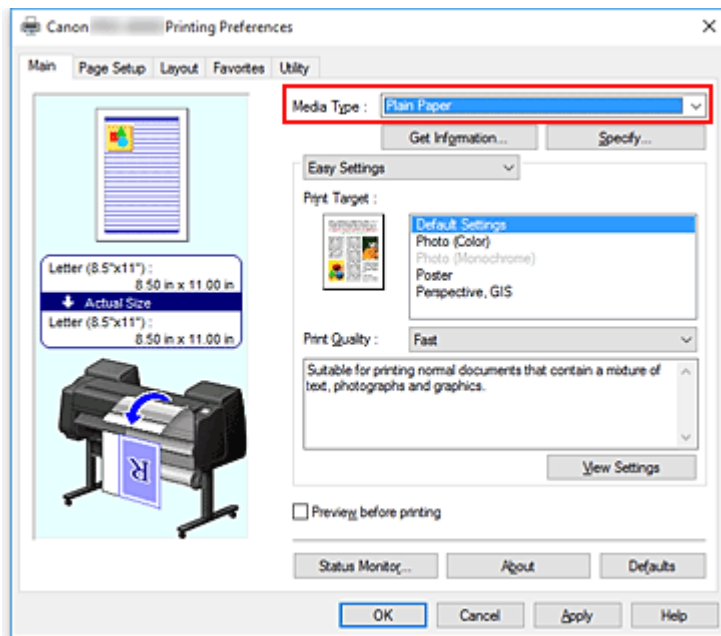 Canon Printing Preferences
Main Page Setup Layout Favorites Utility
Media Type : Plain Paper
Get Information... Specify...
Easy Settings
Print Target :
Default Settings
Photo (Color)
Photo (Monochrome)
Poster
Perspective, GIS
Letter (8.5"x11") :
8.50 in x 11.00 in
Actual Size
Letter (8.5"x11") :
8.50 in x 11.00 in
Print Quality : Fast
Suitable for printing normal documents that contain a mixture of
text, photographs and graphics.
R
View Settings
Preview before printing
Status Monitor... About Defaults
OK Cancel Apply Help